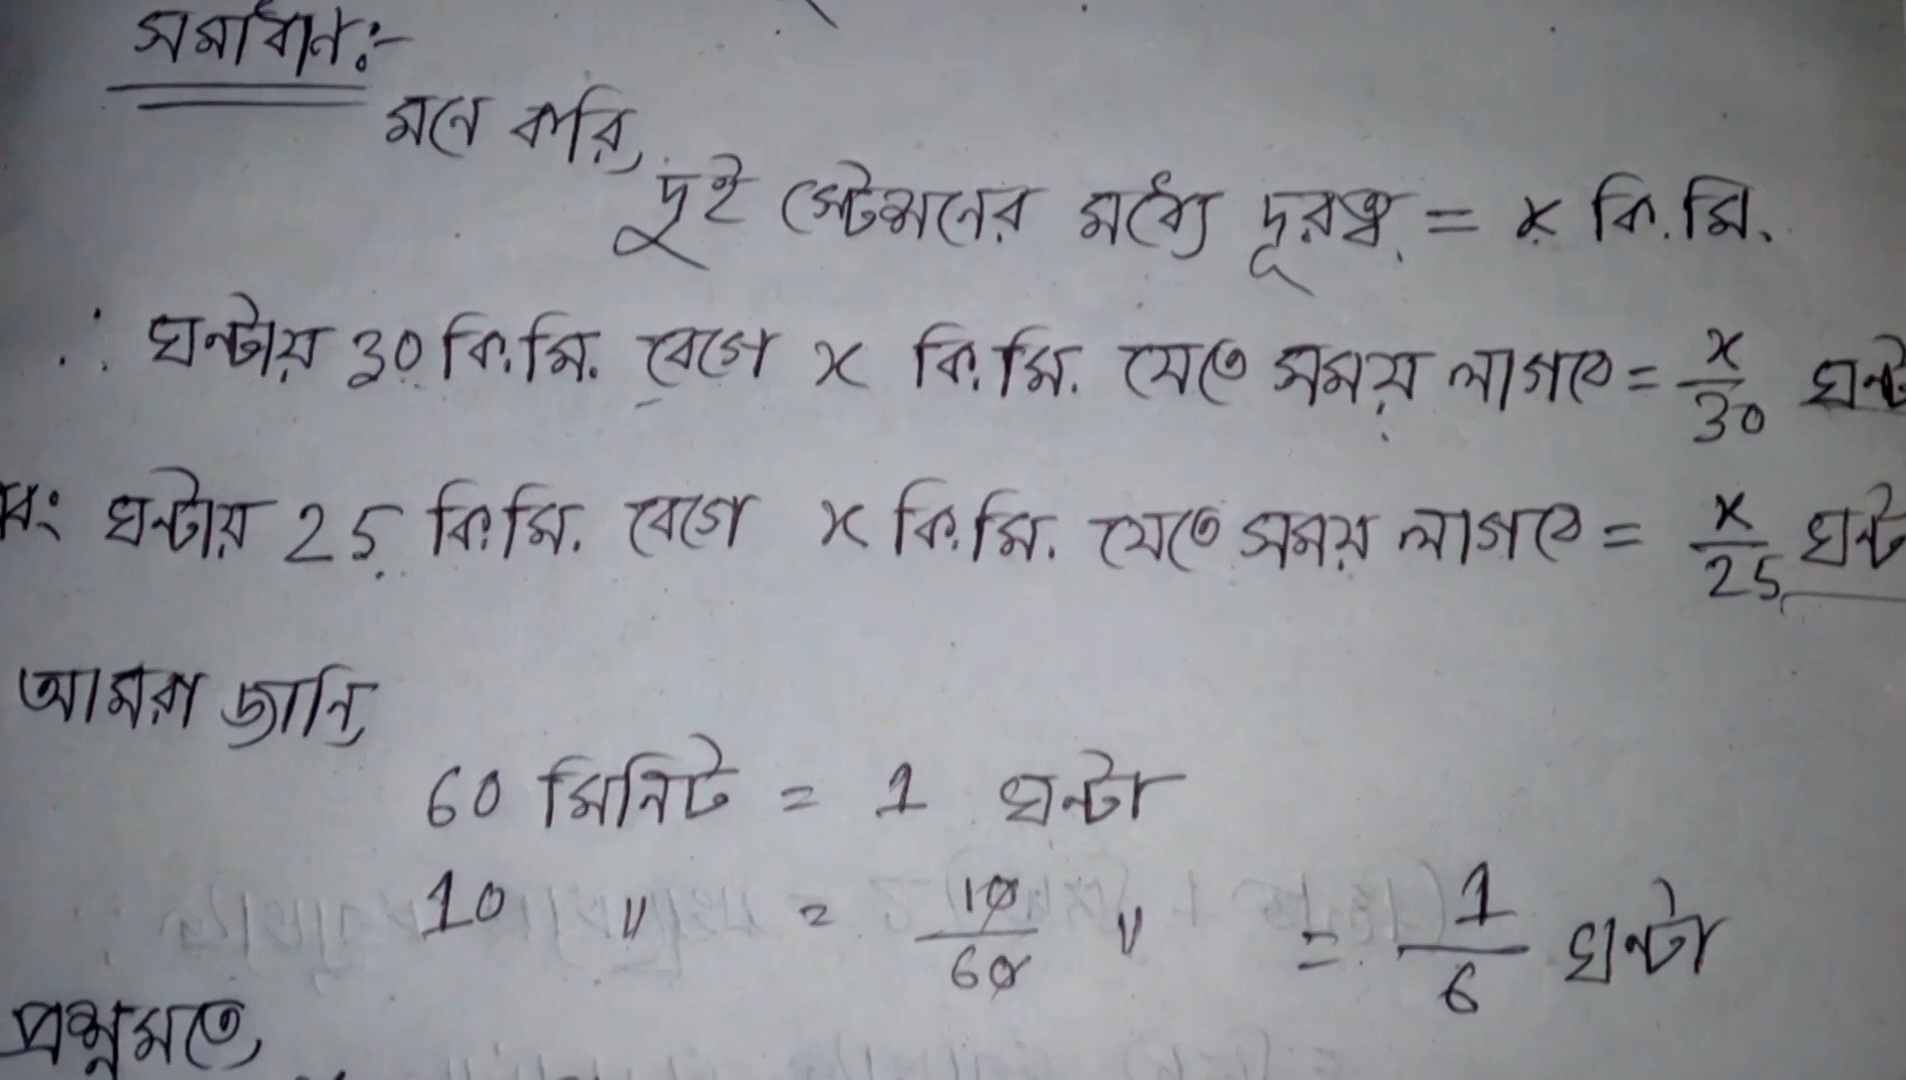 সমাধান :-
মনে করি,
দুই স্টেশনের মধ্যে দূরত্ব = x কি.মি.
∴ ঘন্টায় 30 কি.মি. বেগে x কি.মি. যেতে সময় লাগবে = x/30 ঘন্ট
ঘন্টায় 25 কি.মি. বেগে x কি.মি. যেতে সময় লাগবে = x/25 ঘন্ট
আমরা জানি,
60 মিনিট = 1 ঘন্টা
10 " = 10/60 " = 1/6 ঘন্টা
প্রশ্নমতে,